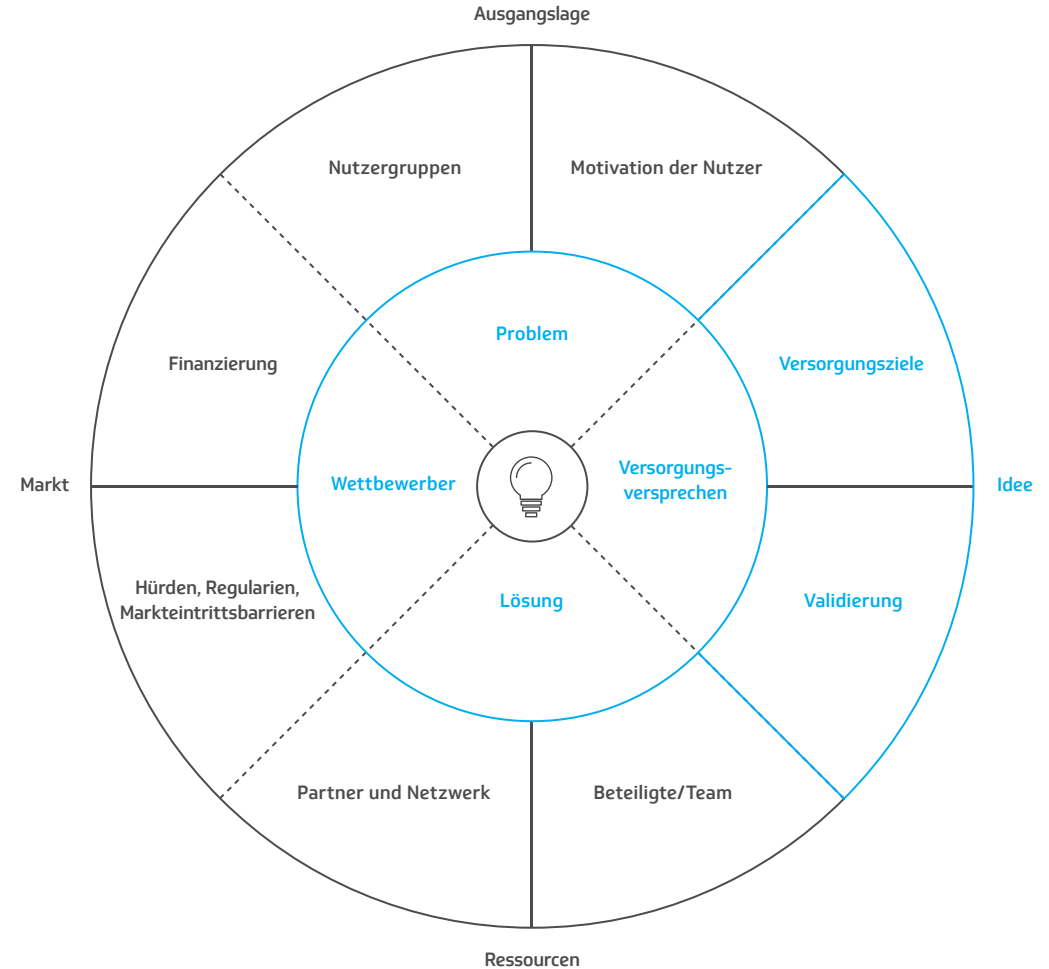 Ausgangslage
Nutzergruppen
Motivation der Nutzer
Problem
Finanzierung
Versorgungsziele
Markt
Wettbewerber
Versorgungs-
versprechen
Idee
Hürden, Regularien,
Markteintrittsbarrieren
Lösung
Validierung
Partner und Netzwerk
Beteiligte/Team
Ressourcen